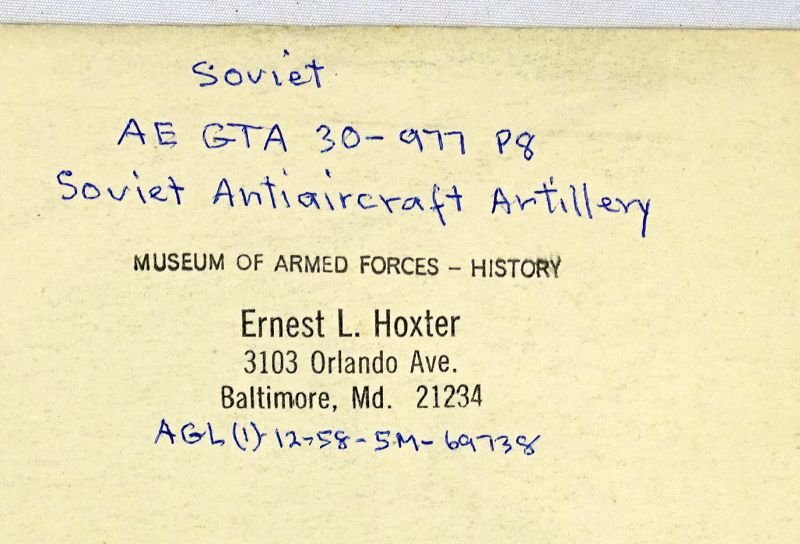 Soviet
AE GTA 30-977 P8
Soviet Antiaircraft Artillery
MUSEUM OF ARMED FORCES - HISTORY
Ernest L. Hoxter
3103 Orlando Ave.
Baltimore, Md. 21234
AGL(1)-12-58-5M-69738